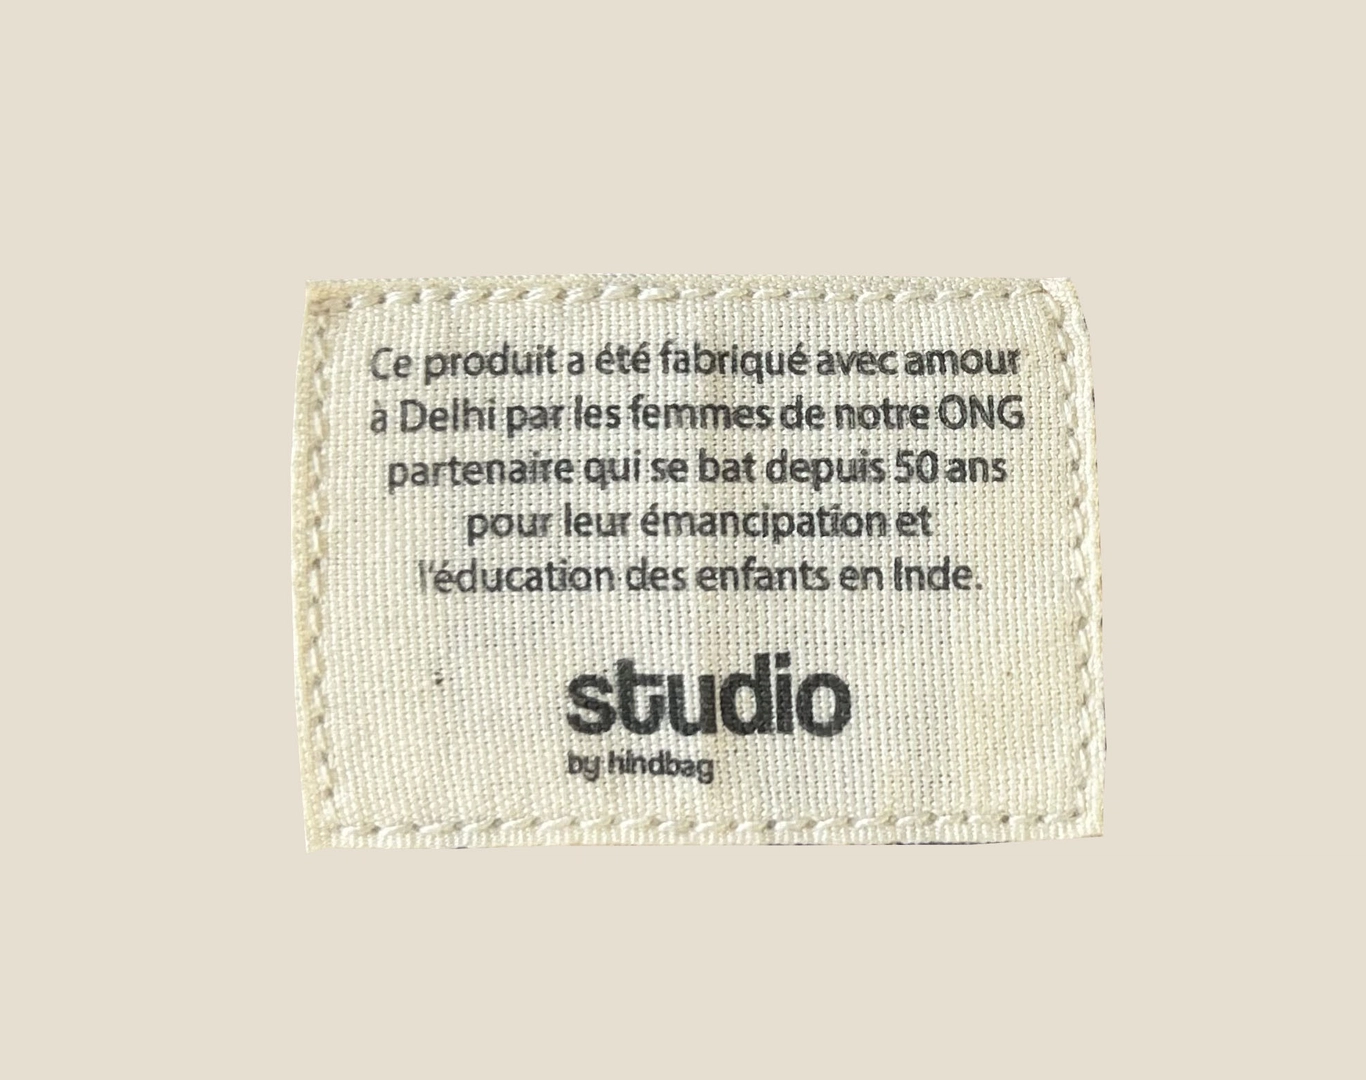 Ce produit a été fabriqué avec amour
à Delhi par les femmes de notre ONG
partenaire qui se bat depuis 50 ans
pour leur émancipation et
l'éducation des enfants en Inde.
studio
by hindbag